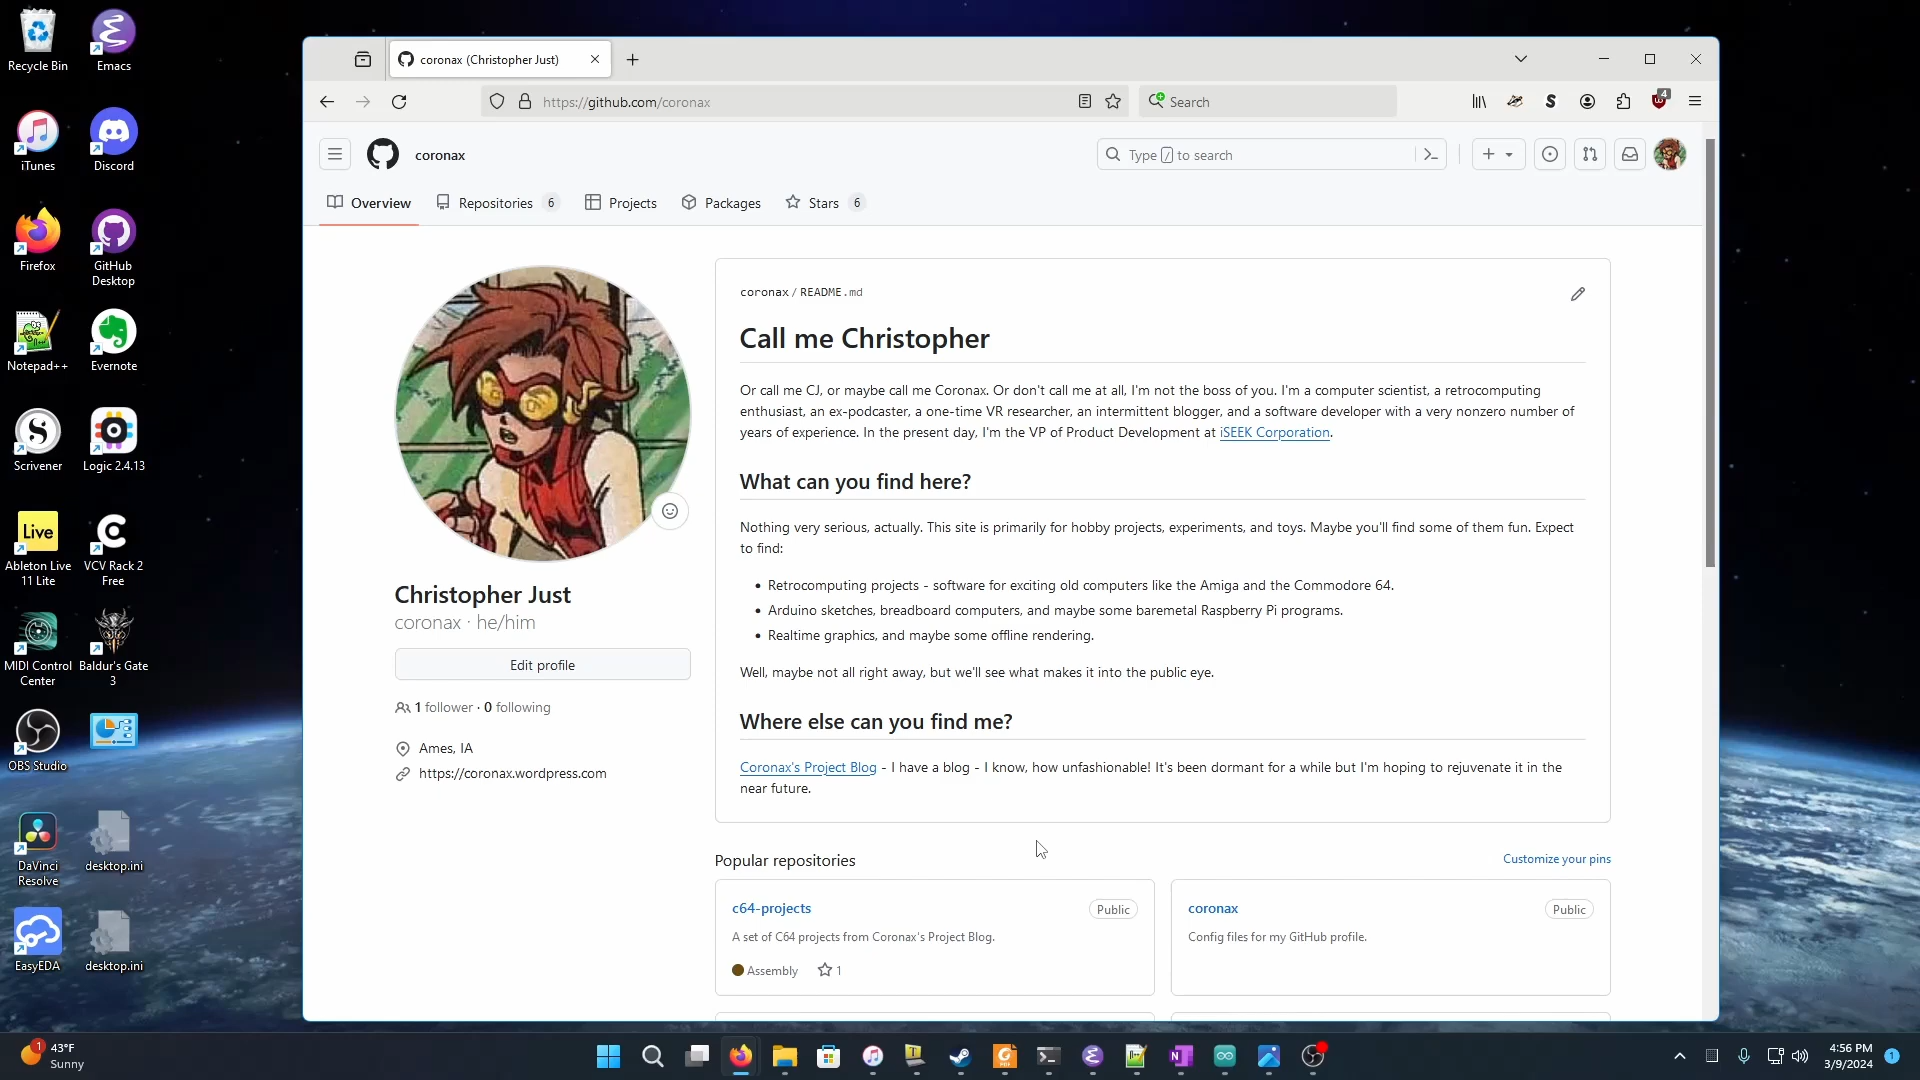 Recycle Bin
Emacs
iTunes
Discord
Firefox
GitHub
Desktop
Notepad++
Evernote
Scrivener
Logic 2.4.13
Live
Ableton Live
11 Lite
VCV Rack 2
Free
MIDI Control
Center
Baldur's Gate
3
OBS Studio
DaVinci
Resolve
desktop.ini
EasyEDA
desktop.ini
coronax (Christopher Just)
https://github.com/coronax
Search
4
coronax
Type / to search
Overview
Repositories 6
Projects
Packages
Stars 6
Christopher Just
coronax · he/him
Edit profile
1 follower · 0 following
Ames, IA
https://coronax.wordpress.com
coronax / README.md
Call me Christopher
Or call me CJ, or maybe call me Coronax. Or don't call me at all, I'm not the boss of you. I'm a computer scientist, a retrocomputing
enthusiast, an ex-podcaster, a one-time VR researcher, an intermittent blogger, and a software developer with a very nonzero number of
years of experience. In the present day, I'm the VP of Product Development at iSEEK Corporation.
What can you find here?
Nothing very serious, actually. This site is primarily for hobby projects, experiments, and toys. Maybe you'll find some of them fun. Expect
to find:
• Retrocomputing projects - software for exciting old computers like the Amiga and the Commodore 64.
• Arduino sketches, breadboard computers, and maybe some baremetal Raspberry Pi programs.
• Realtime graphics, and maybe some offline rendering.
Well, maybe not all right away, but we'll see what makes it into the public eye.
Where else can you find me?
Coronax's Project Blog - I have a blog - I know, how unfashionable! It's been dormant for a while but I'm hoping to rejuvenate it in the
near future.
Popular repositories
Customize your pins
c64-projects
Public
A set of C64 projects from Coronax's Project Blog.
Assembly
1
coronax
Public
Config files for my GitHub profile.
1
43°F
Sunny
4:56 PM
3/9/2024
1